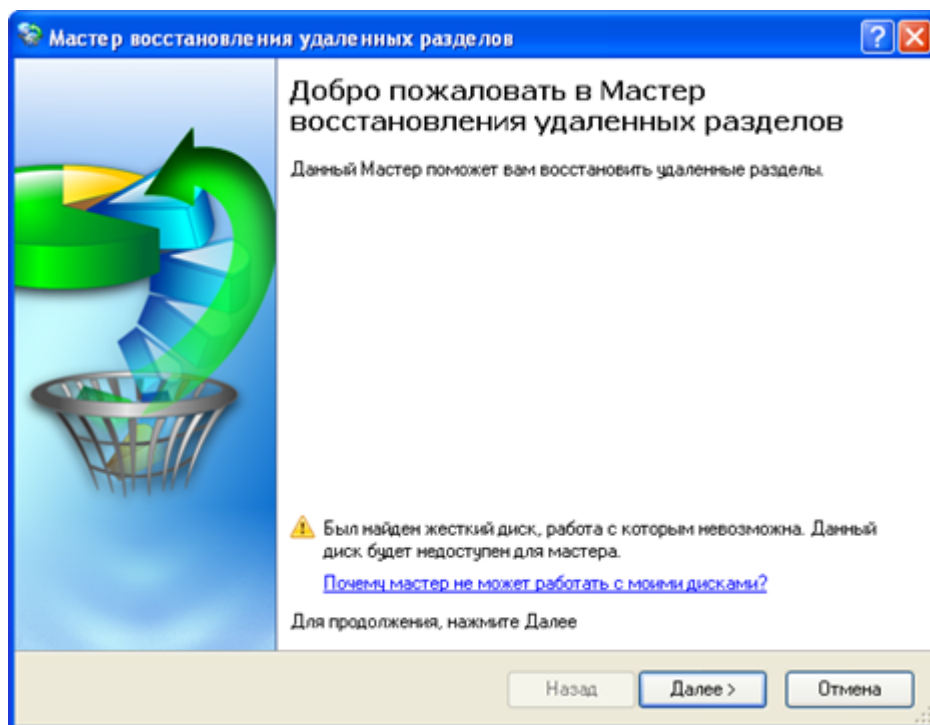 Мастер восстановления удаленных разделов
Добро пожаловать в Мастер
восстановления удаленных разделов
Данный Мастер поможет вам восстановить удаленные разделы.
Был найден жесткий диск, работа с которым невозможна. Данный
диск будет недоступен для мастера.
Почему мастер не может работать с моими дисками?
Для продолжения, нажмите Далее
Назад Далее > Отмена